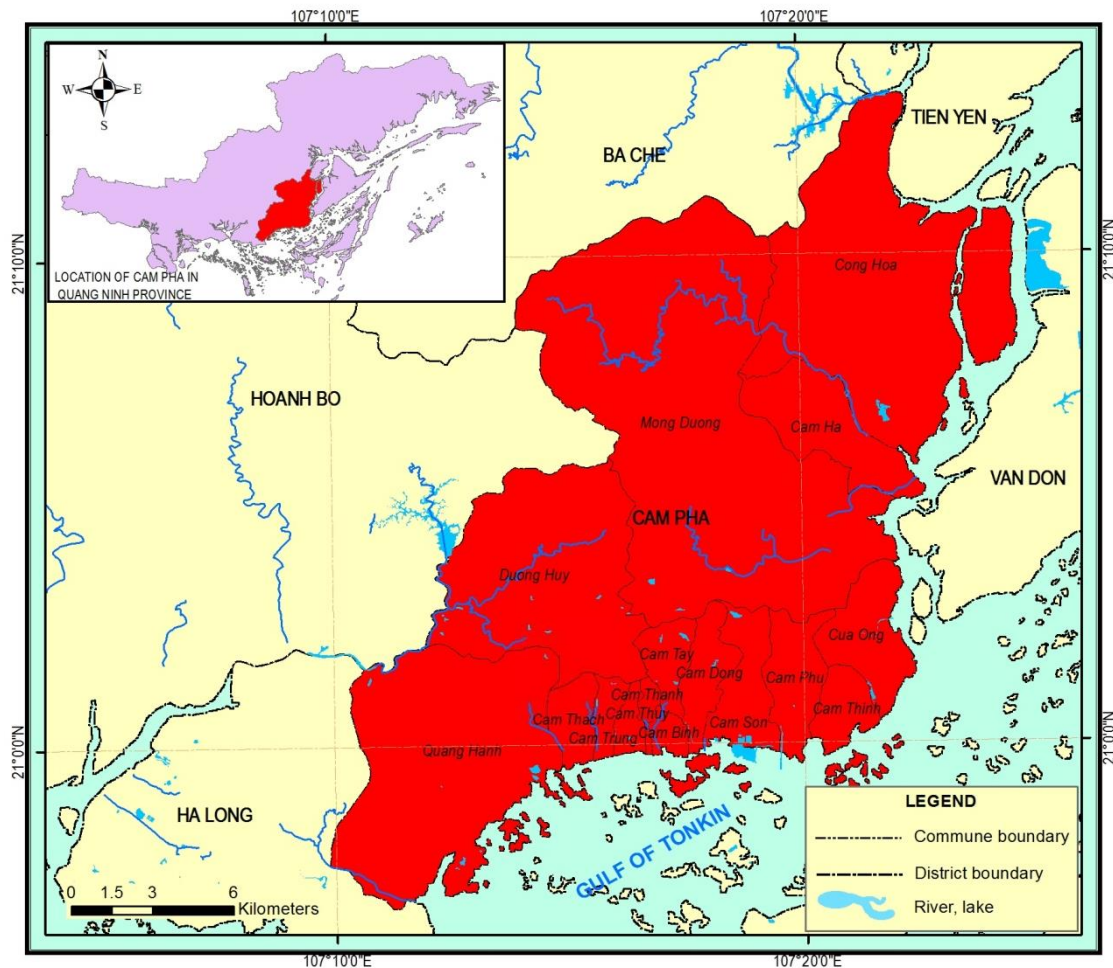 107°10'0"E
107°20'0"E
N
W
E
S
LOCATION OF CAM PHA IN
QUANG NINH PROVINCE
TIEN YEN
BA CHE
21°10'0"N
21°10'0"N
Cong Hoa
HOANH BO
Mong Duong
Cam Ha
VAN DON
CAM PHA
Duong Huy
Cua Ong
Cam Tay
Cam Dong
Cam Phu
Cam Thanh
Cam Thinh
Cam Thach
Cam Thuy
Cam Son
Cam Binh
Cam Trung
Quang Hanh
21°0'0"N
21°0'0"N
HA LONG
GULF OF TONKIN
LEGEND
Commune boundary
District boundary
River, lake
0 1.5 3 6
Kilometers
107°10'0"E
107°20'0"E